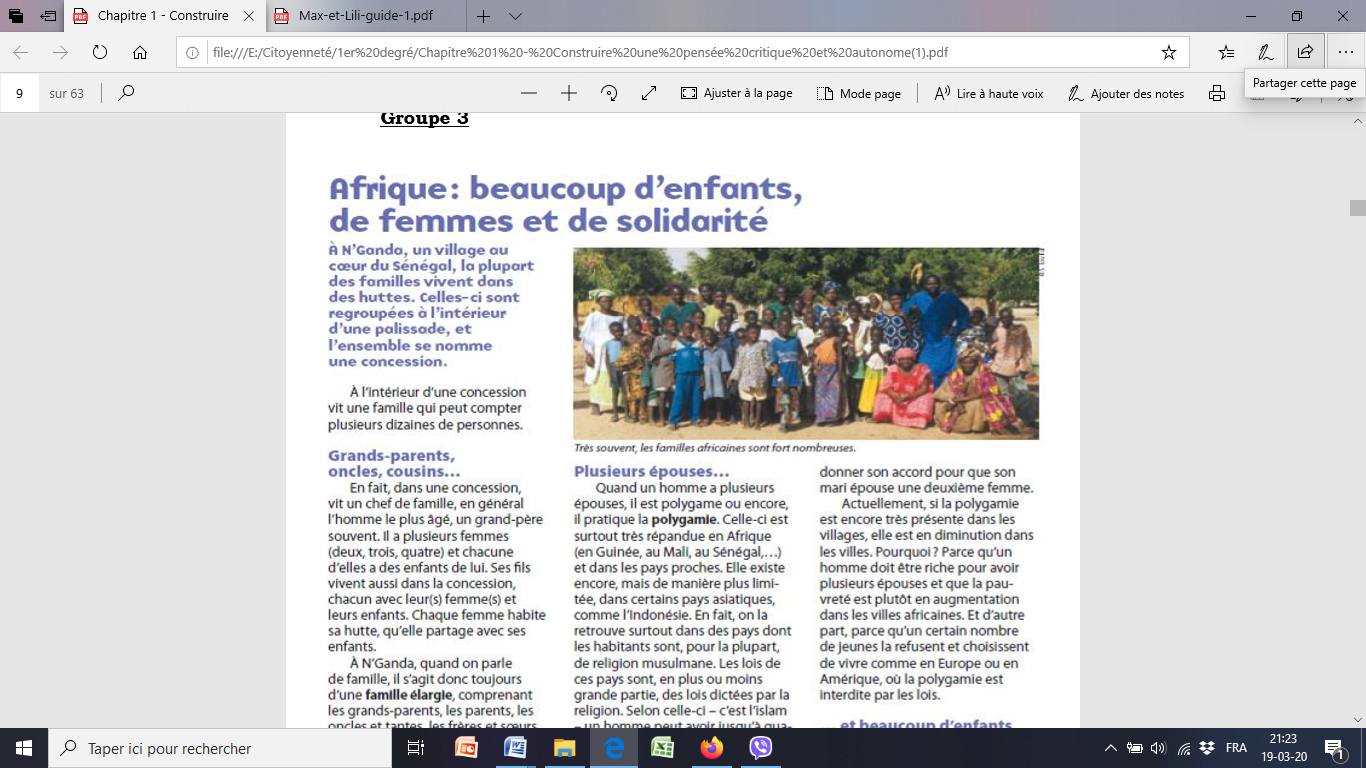 Chapitre 1 - Construire
Max-et-Lili-guide-1.pdf
file:///E:/Citoyenneté/1er%20degré/Chapitre%201%20-%20Construire%20une%20pensée%20critique%20et%20autonome(1).pdf
9 sur 63
Ajuster à la page
Mode page
Lire à haute voix
Ajouter des notes
Partager cette page
Groupe 3
Afrique : beaucoup d'enfants,
de femmes et de solidarité
À N'Ganda, un village au
cœur du Sénégal, la plupart
des familles vivent dans
des huttes. Celles-ci sont
regroupées à l'intérieur
d'une palissade, et
l'ensemble se nomme
une concession.
À l'intérieur d'une concession
vit une famille qui peut compter
plusieurs dizaines de personnes.
Grands-parents,
oncles, cousins...
En fait, dans une concession,
vit un chef de famille, en général
l'homme le plus âgé, un grand-père
souvent. Il a plusieurs femmes
(deux, trois, quatre) et chacune
d'elles a des enfants de lui. Ses fils
vivent aussi dans la concession,
chacun avec leur(s) femme(s) et
leurs enfants. Chaque femme habite
sa hutte, qu'elle partage avec ses
enfants.
À N'Ganda, quand on parle
de famille, il s'agit donc toujours
d'une famille élargie, comprenant
les grands-parents, les parents, les
oncles et tantes, les frères et sœurs
Très souvent, les familles africaines sont fort nombreuses.
Plusieurs épouses...
Quand un homme a plusieurs
épouses, il est polygame ou encore,
il pratique la polygamie. Celle-ci est
surtout très répandue en Afrique
(en Guinée, au Mali, au Sénégal,...)
et dans les pays proches. Elle existe
encore, mais de manière plus limi-
tée, dans certains pays asiatiques,
comme l'Indonésie. En fait, on la
retrouve surtout dans des pays dont
les habitants sont, pour la plupart,
de religion musulmane. Les lois de
ces pays sont, en plus ou moins
grande partie, des lois dictées par la
religion. Selon celle-ci – c'est l'islam
– un homme peut avoir jusqu'à qua-
donner son accord pour que son
mari épouse une deuxième femme.
Actuellement, si la polygamie
est encore très présente dans les
villages, elle est en diminution dans
les villes. Pourquoi ? Parce qu'un
homme doit être riche pour avoir
plusieurs épouses et que la pau-
vreté est plutôt en augmentation
dans les villes africaines. Et d'autre
part, parce qu'un certain nombre
de jeunes la refusent et choisissent
de vivre comme en Europe ou en
Amérique, où la polygamie est
interdite par les lois.
... et beaucoup d'enfants
Taper ici pour rechercher
FRA
21:23
19-03-20
1